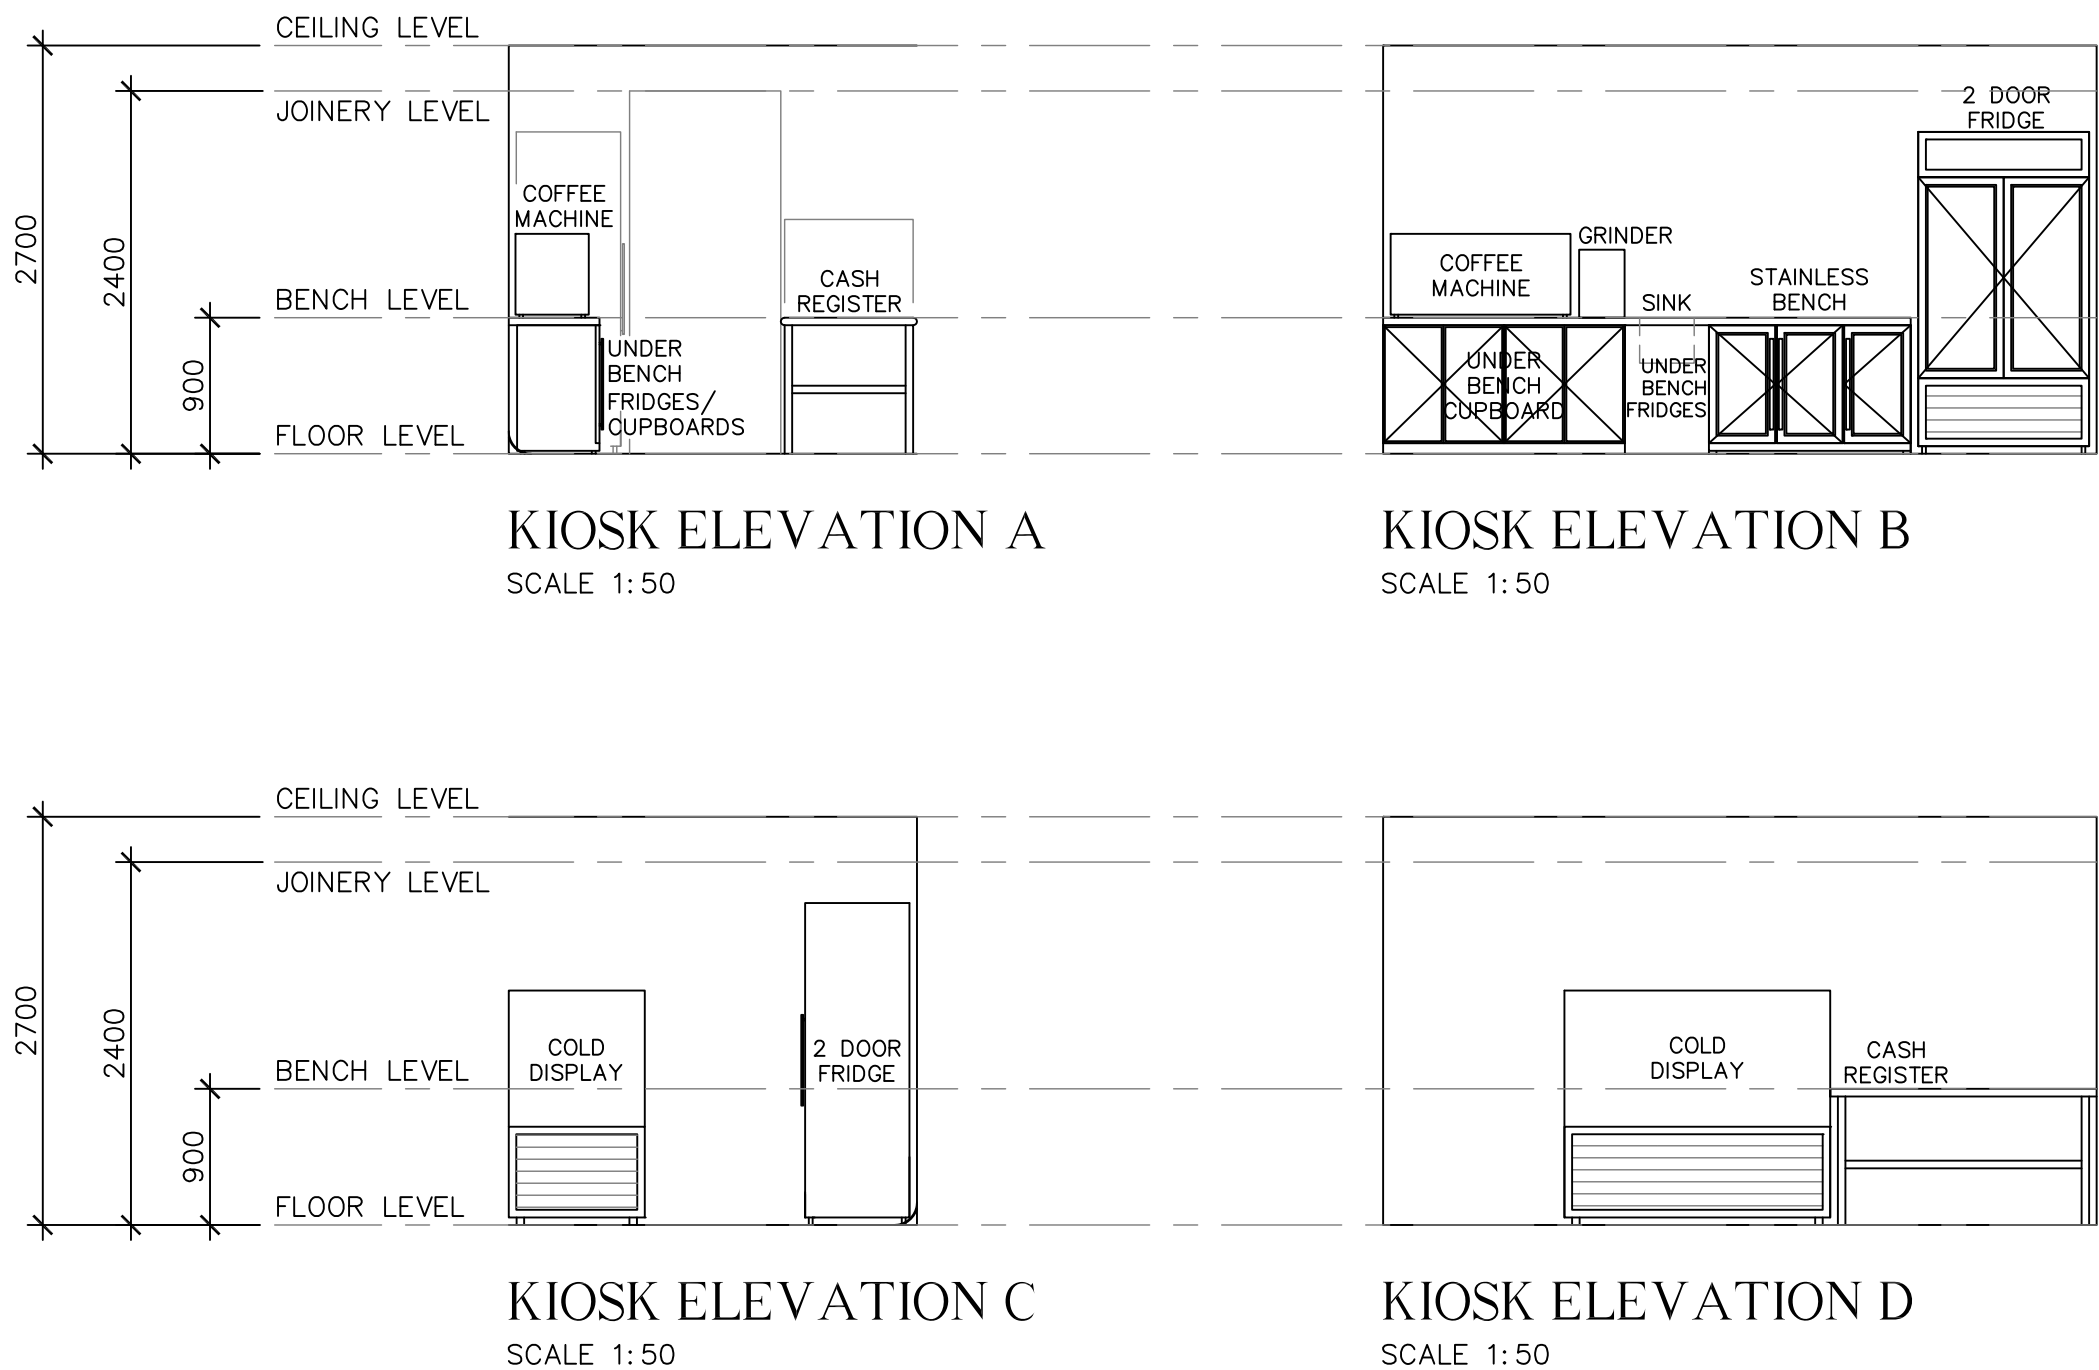 CEILING LEVEL
JOINERY LEVEL
2700
2400
BENCH LEVEL
900
FLOOR LEVEL
COFFEE
MACHINE
CASH
REGISTER
UNDER
BENCH
FRIDGES/
CUPBOARDS
KIOSK ELEVATION A
SCALE 1:50
2 DOOR
FRIDGE
GRINDER
COFFEE
MACHINE
SINK
STAINLESS
BENCH
UNDER
BENCH
CUPBOARD
UNDER
BENCH
FRIDGES
KIOSK ELEVATION B
SCALE 1:50
CEILING LEVEL
JOINERY LEVEL
2700
2400
BENCH LEVEL
900
FLOOR LEVEL
COLD
DISPLAY
2 DOOR
FRIDGE
KIOSK ELEVATION C
SCALE 1:50
COLD
DISPLAY
CASH
REGISTER
KIOSK ELEVATION D
SCALE 1:50